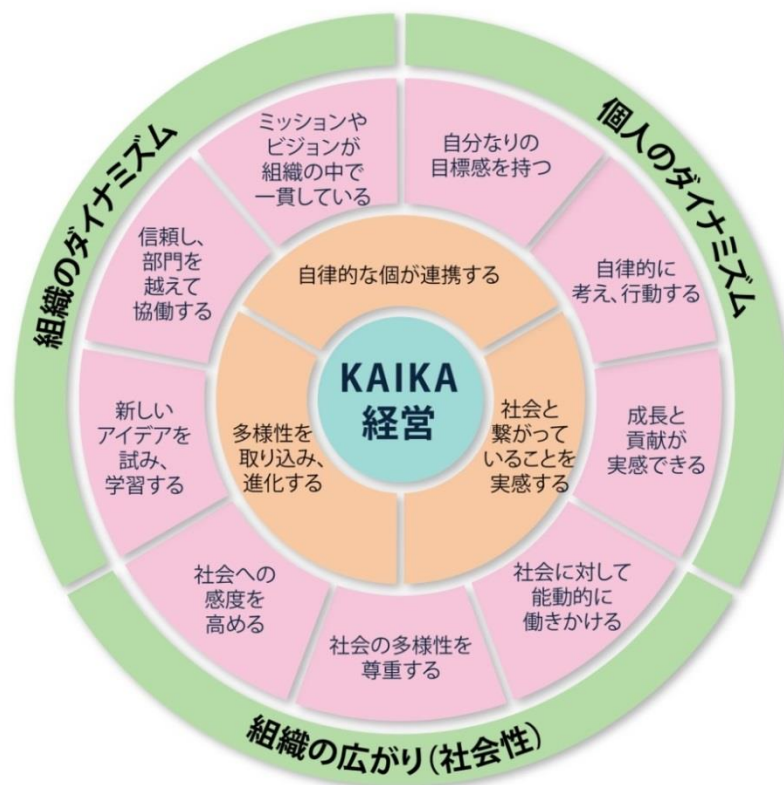 組織のダイナミズム
個人のダイナミズム
組織の広がり(社会性)
ミッションや
ビジョンが
組織の中で
一貫している
自分なりの
目標感を持つ
自律的に
考え、行動する
成長と
貢献が
実感できる
社会に対して
能動的に
働きかける
社会の多様性を
尊重する
社会への
感度を
高める
新しい
アイデアを
試み、
学習する
信頼し、
部門を
越えて
協働する
自律的な個が連携する
社会と
繋がって
いることを
実感する
多様性を
取り込み、
進化する
KAIKA
経営